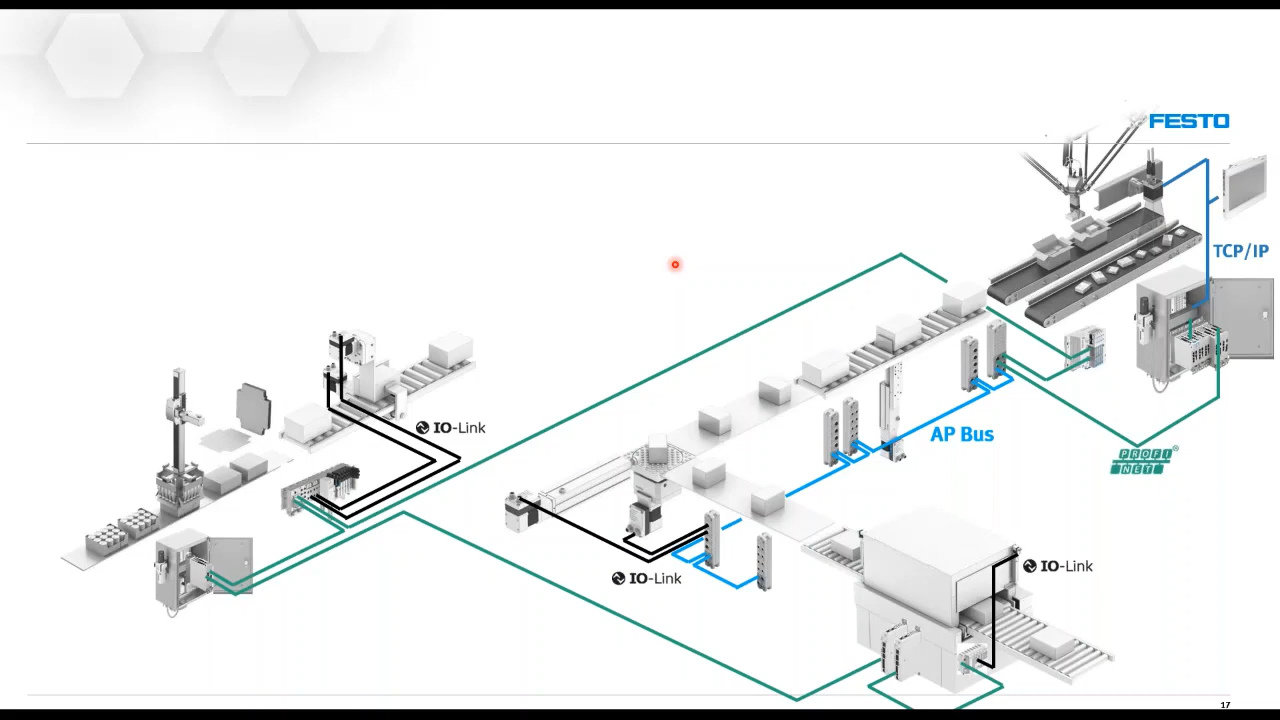 FESTO
TCP/IP
IO-Link
AP Bus
PROFI
NET
IO-Link
IO-Link
17